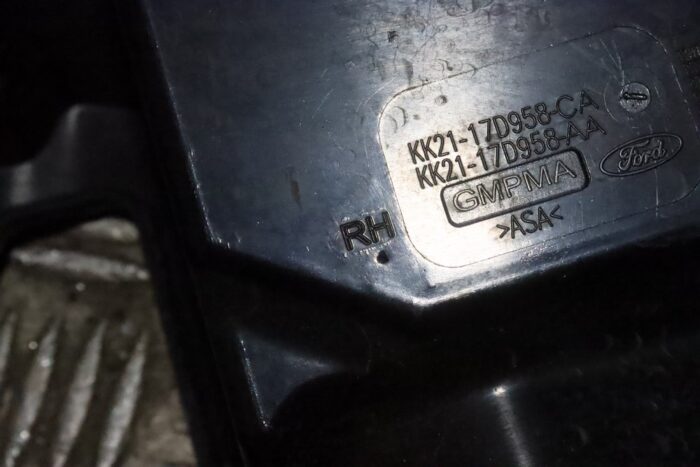 KK21-17D958-CA
KK21-17D958-AA
Ford
GMPMA
RH
>ASA<